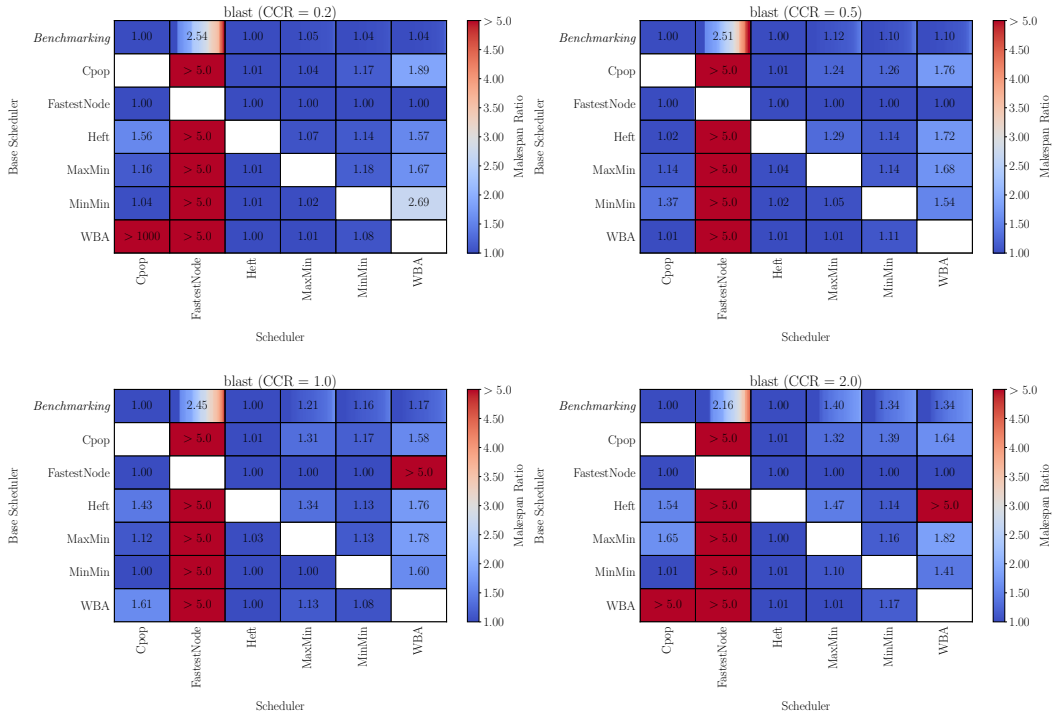 blast (CCR = 0.2)
Benchmarking 1.00 2.54 1.00 1.05 1.04 1.04
Cpop > 5.0 1.01 1.04 1.17 1.89
FastestNode 1.00 1.00 1.00 1.00 1.00
Heft 1.56 > 5.0 1.07 1.14 1.57
MaxMin 1.16 > 5.0 1.01 1.18 1.67
MinMin 1.04 > 5.0 1.01 1.02 2.69
WBA > 1000 > 5.0 1.00 1.01 1.08
Cpop FastestNode Heft MaxMin MinMin WBA
Scheduler
Base Scheduler
> 5.0
4.50
4.00
3.50
3.00
2.50
2.00
1.50
1.00
Makespan Ratio
blast (CCR = 0.5)
Benchmarking 1.00 2.51 1.00 1.12 1.10 1.10
Cpop > 5.0 1.01 1.24 1.26 1.76
FastestNode 1.00 1.00 1.00 1.00 1.00
Heft 1.02 > 5.0 1.29 1.14 1.72
MaxMin 1.14 > 5.0 1.04 1.14 1.68
MinMin 1.37 > 5.0 1.02 1.05 1.54
WBA 1.01 > 5.0 1.01 1.01 1.11
Cpop FastestNode Heft MaxMin MinMin WBA
Scheduler
Base Scheduler
> 5.0
4.50
4.00
3.50
3.00
2.50
2.00
1.50
1.00
Makespan Ratio
blast (CCR = 1.0)
Benchmarking 1.00 2.45 1.00 1.21 1.16 1.17
Cpop > 5.0 1.01 1.31 1.17 1.58
FastestNode 1.00 1.00 1.00 1.00 > 5.0
Heft 1.43 > 5.0 1.34 1.13 1.76
MaxMin 1.12 > 5.0 1.03 1.13 1.78
MinMin 1.00 > 5.0 1.00 1.00 1.60
WBA 1.61 > 5.0 1.00 1.13 1.08
Cpop FastestNode Heft MaxMin MinMin WBA
Scheduler
Base Scheduler
> 5.0
4.50
4.00
3.50
3.00
2.50
2.00
1.50
1.00
Makespan Ratio
blast (CCR = 2.0)
Benchmarking 1.00 2.16 1.00 1.40 1.34 1.34
Cpop > 5.0 1.01 1.32 1.39 1.64
FastestNode 1.00 1.00 1.00 1.00 1.00
Heft 1.54 > 5.0 1.47 1.14 > 5.0
MaxMin 1.65 > 5.0 1.00 1.16 1.82
MinMin 1.01 > 5.0 1.01 1.10 1.41
WBA > 5.0 > 5.0 1.01 1.01 1.17
Cpop FastestNode Heft MaxMin MinMin WBA
Scheduler
Base Scheduler
> 5.0
4.50
4.00
3.50
3.00
2.50
2.00
1.50
1.00
Makespan Ratio